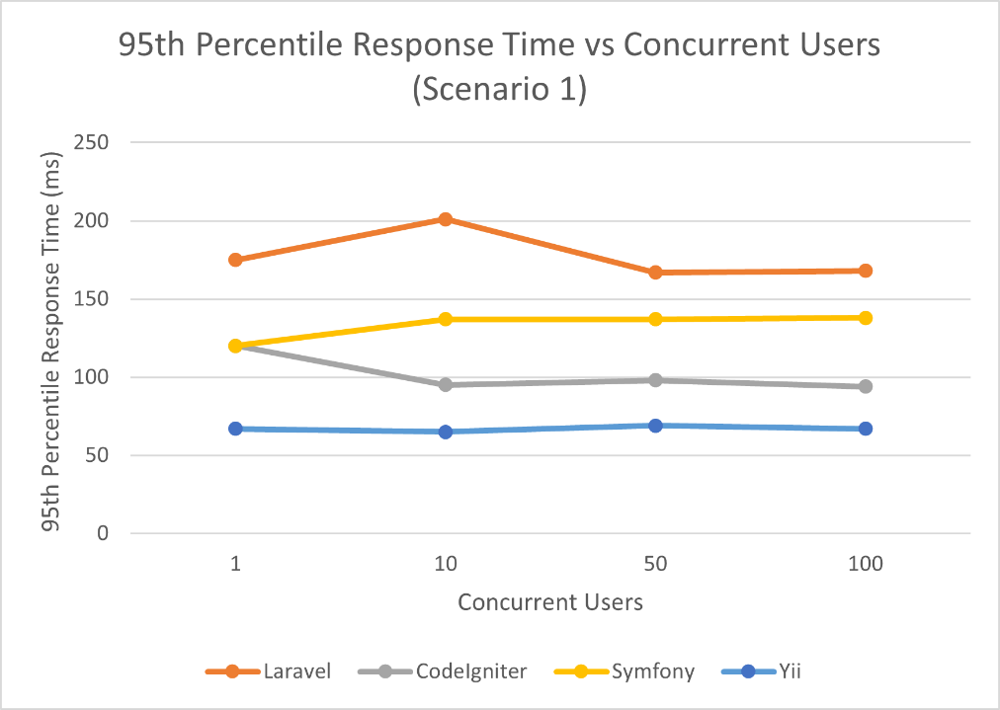 95th Percentile Response Time vs Concurrent Users
(Scenario 1)
95th Percentile Response Time (ms)
250
200
150
100
50
0
1 10 50 100
Concurrent Users
Laravel CodeIgniter Symfony Yii